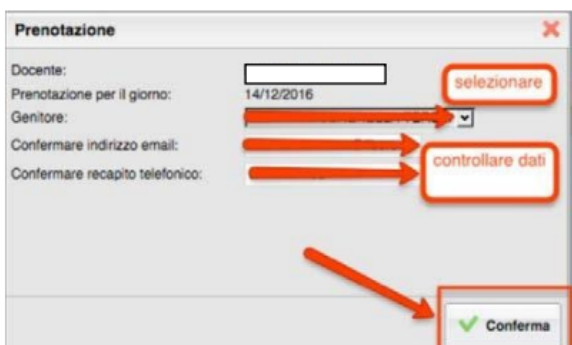 Prenotazione
Docente:
selezionare
Prenotazione per il giorno: 14/12/2016
Genitore:
Confermare indirizzo email:
controllare dati
Confermare recapito telefonico:
Conferma